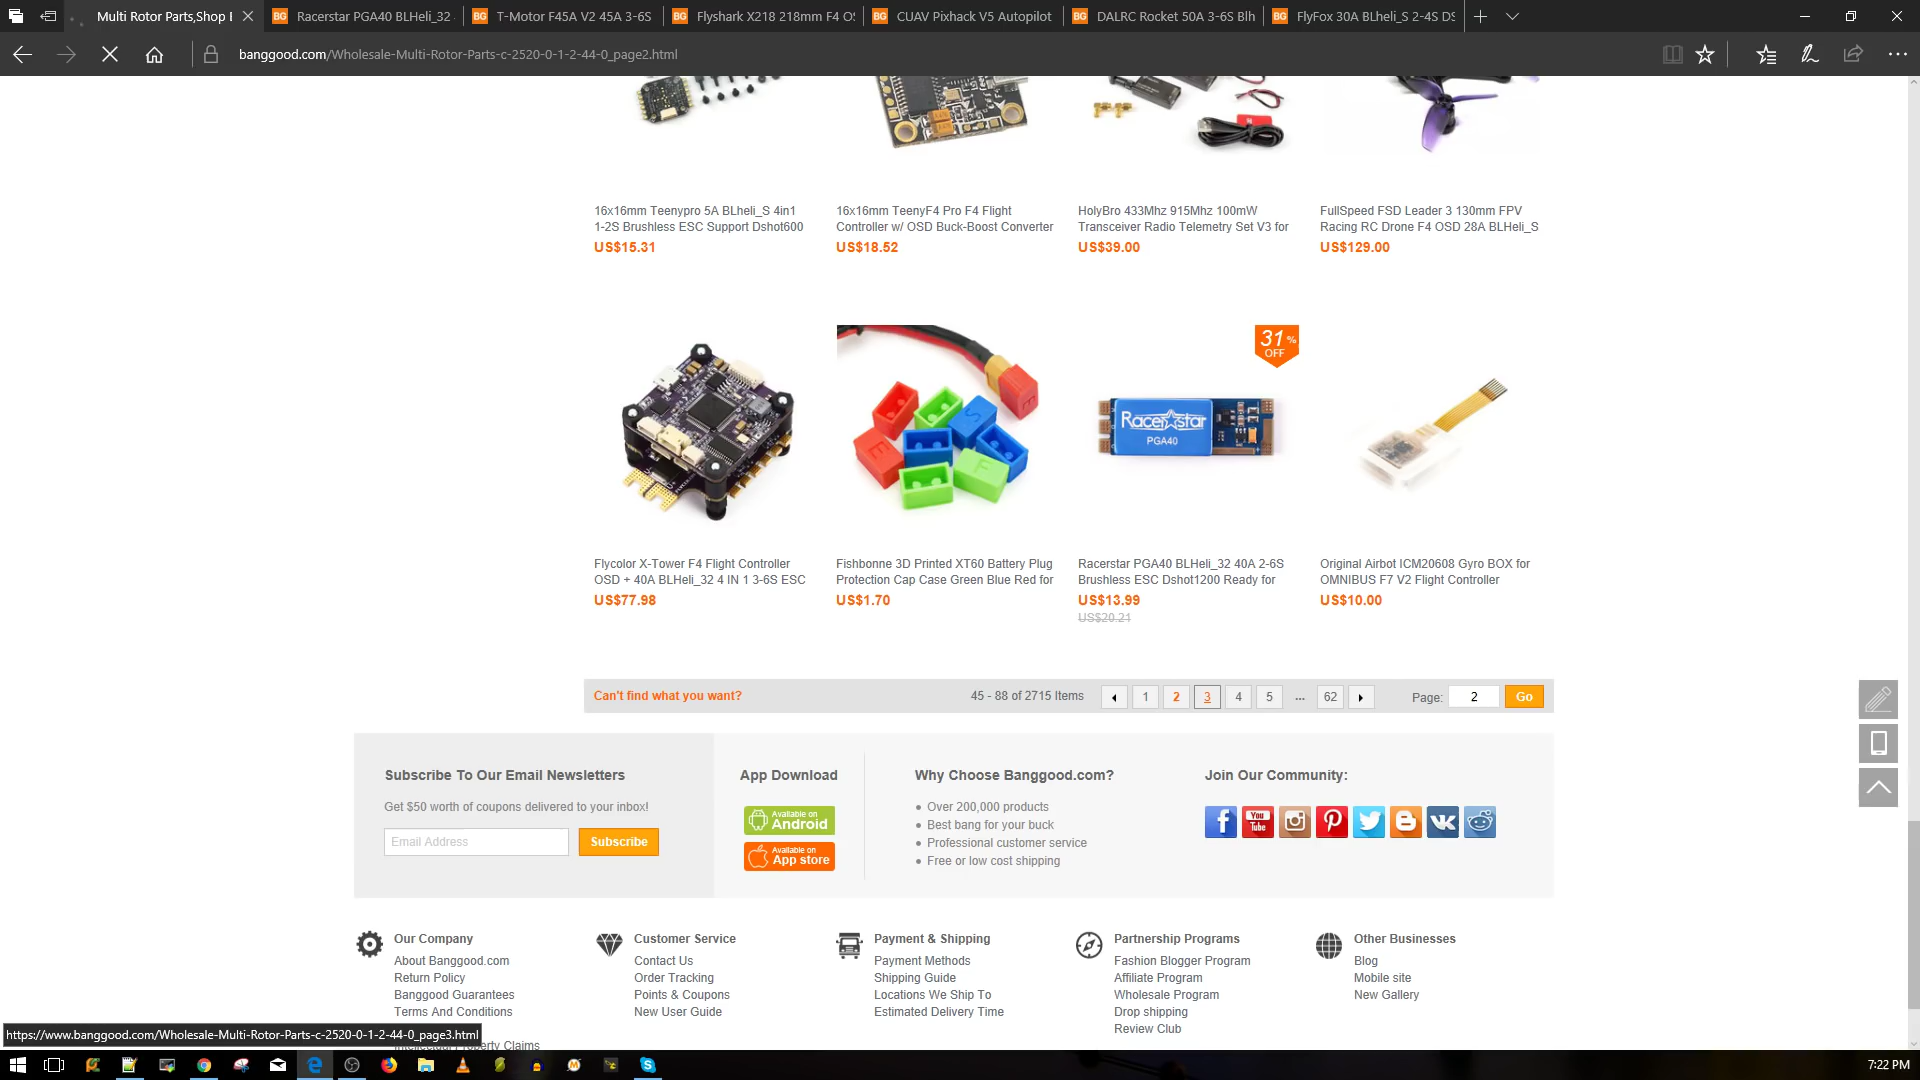 Multi Rotor Parts,Shop
Racerstar PGA40 BLHeli_32
T-Motor F45A V2 45A 3-6S
Flyshark X218 218mm F4 OS
CUAV Pixhack V5 Autopilot
DALRC Rocket 50A 3-6S Blh
FlyFox 30A BLheli_S 2-4S DS
banggood.com/Wholesale-Multi-Rotor-Parts-c-2520-0-1-2-44-0_page2.html
16x16mm Teenypro 5A BLheli_S 4in1
1-2S Brushless ESC Support Dshot600
US$15.31
16x16mm TeenyF4 Pro F4 Flight
Controller w/ OSD Buck-Boost Converter
US$18.52
HolyBro 433Mhz 915Mhz 100mW
Transceiver Radio Telemetry Set V3 for
US$39.00
FullSpeed FSD Leader 3 130mm FPV
Racing RC Drone F4 OSD 28A BLHeli_S
US$129.00
31%
OFF
Racerstar
PGA40
Flycolor X-Tower F4 Flight Controller
OSD + 40A BLHeli_32 4 IN 1 3-6S ESC
US$77.98
Fishbonne 3D Printed XT60 Battery Plug
Protection Cap Case Green Blue Red for
US$1.70
Racerstar PGA40 BLHeli_32 40A 2-6S
Brushless ESC Dshot1200 Ready for
US$13.99
US$20.21
Original Airbot ICM20608 Gyro BOX for
OMNIBUS F7 V2 Flight Controller
US$10.00
Can't find what you want?
45 - 88 of 2715 Items
1 2 3 4 5 ... 62
Page: 2 Go
Subscribe To Our Email Newsletters
Get $50 worth of coupons delivered to your inbox!
Email Address
Subscribe
App Download
Available on
Android
Available on
App store
Why Choose Banggood.com?
Over 200,000 products
Best bang for your buck
Professional customer service
Free or low cost shipping
Join Our Community:
You
Tube
Our Company
About Banggood.com
Return Policy
Banggood Guarantees
Terms And Conditions
Intellectual Property Claims
Customer Service
Contact Us
Order Tracking
Points & Coupons
New User Guide
Payment & Shipping
Payment Methods
Shipping Guide
Locations We Ship To
Estimated Delivery Time
Partnership Programs
Fashion Blogger Program
Affiliate Program
Wholesale Program
Drop shipping
Review Club
Other Businesses
Blog
Mobile site
New Gallery
https://www.banggood.com/Wholesale-Multi-Rotor-Parts-c-2520-0-1-2-44-0_page3.html
7:22 PM